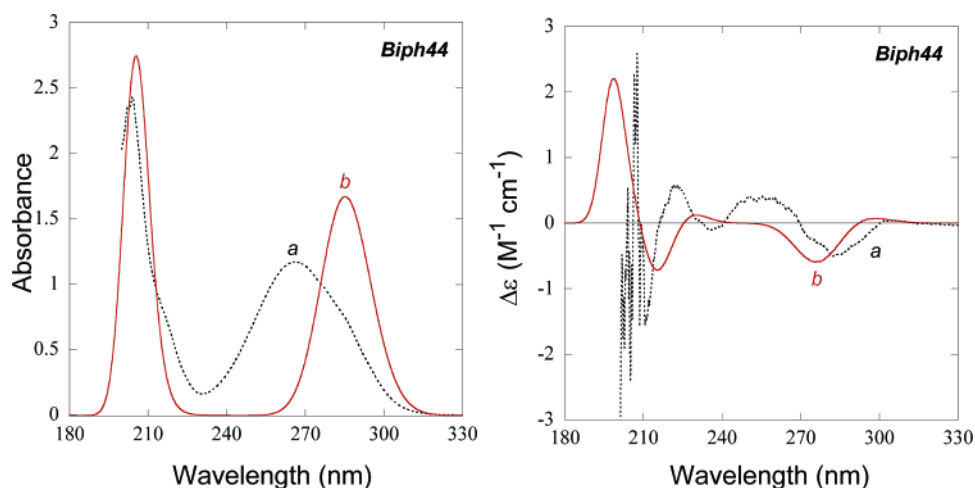 3
2.5
2
1.5
1
0.5
0
180
210
240
270
300
330
Absorbance
Wavelength (nm)
Biph44
a
b
3
2
1
0
-1
-2
-3
180
210
240
270
300
330
Δε (M⁻¹ cm⁻¹)
Wavelength (nm)
Biph44
a
b